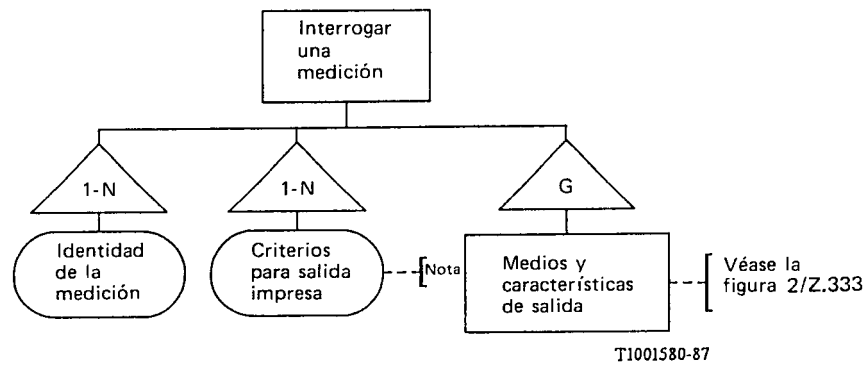 Interrogar
una
medición
1-N
1-N
G
Identidad
de la
medición
Criterios
para salida
impresa
Nota
Medios y
características
de salida
Véase la
figura 2/Z.333
T1001580-87